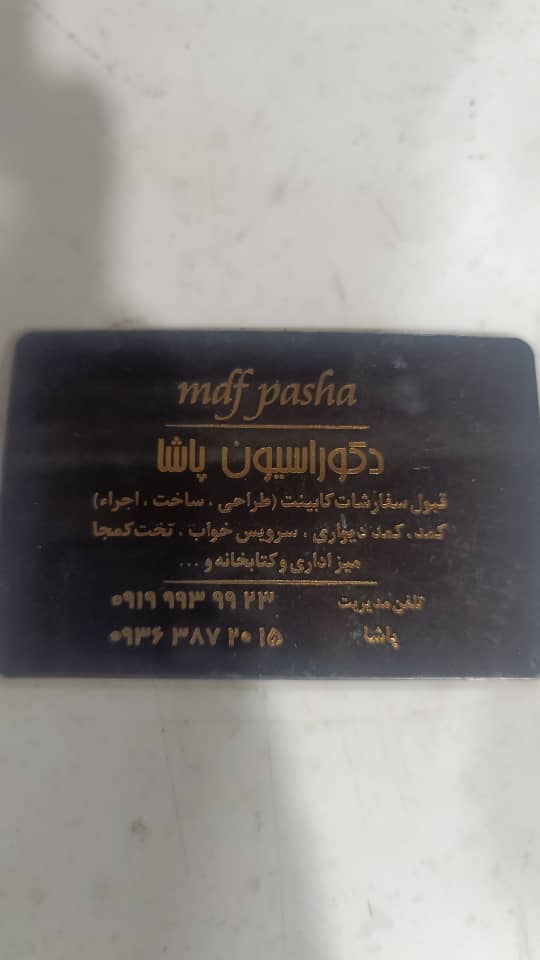 mdf pasha
دکوراسیون پاشا
قبول سفارشات کابینت (طراحی ، ساخت ، اجراء)
کمد ، کمد دیواری ، سرویس خواب ، تخت کمجا
میز اداری و کتابخانه و ...
تلفن مدیریت ۰۹۱۹ ۹۹۳ ۹۹ ۲۳
پاشا ۰۹۳۶ ۳۸۷ ۲۰ ۱۵